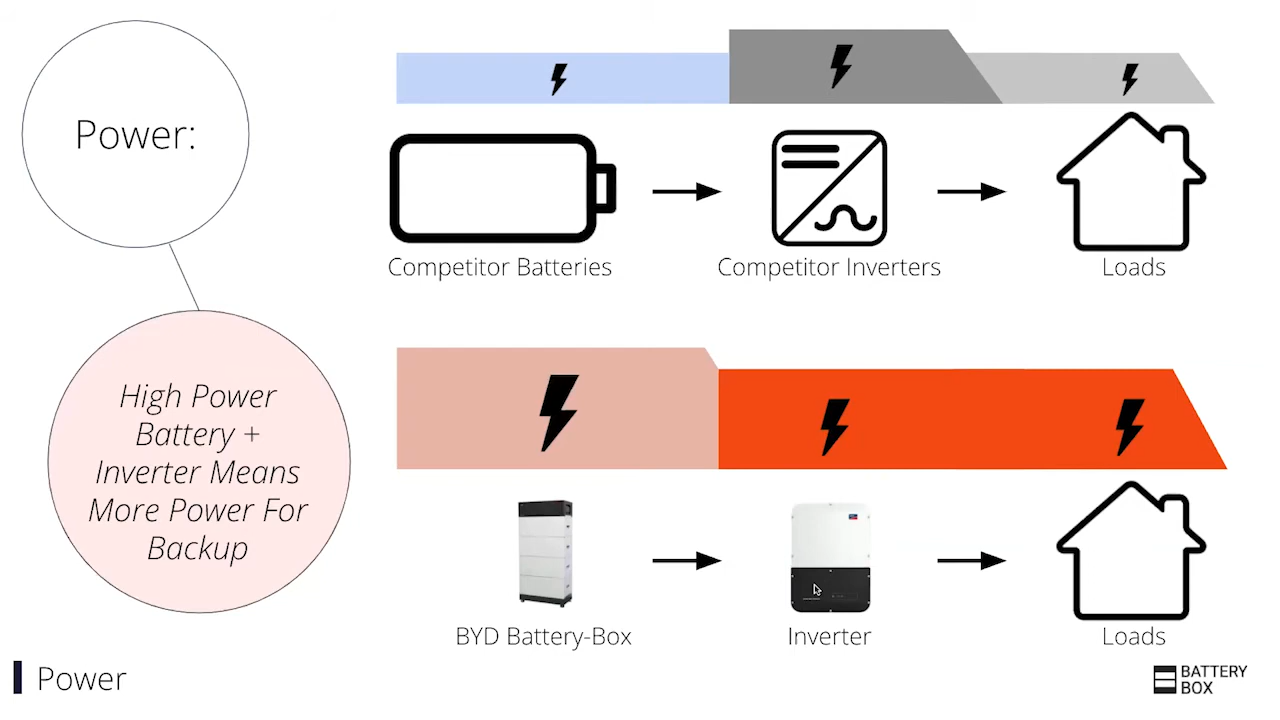 Power:
Competitor Batteries
Competitor Inverters
Loads
High Power
Battery +
Inverter Means
More Power For
Backup
BYD Battery-Box
Inverter
Loads
Power
BATTERY
BOX